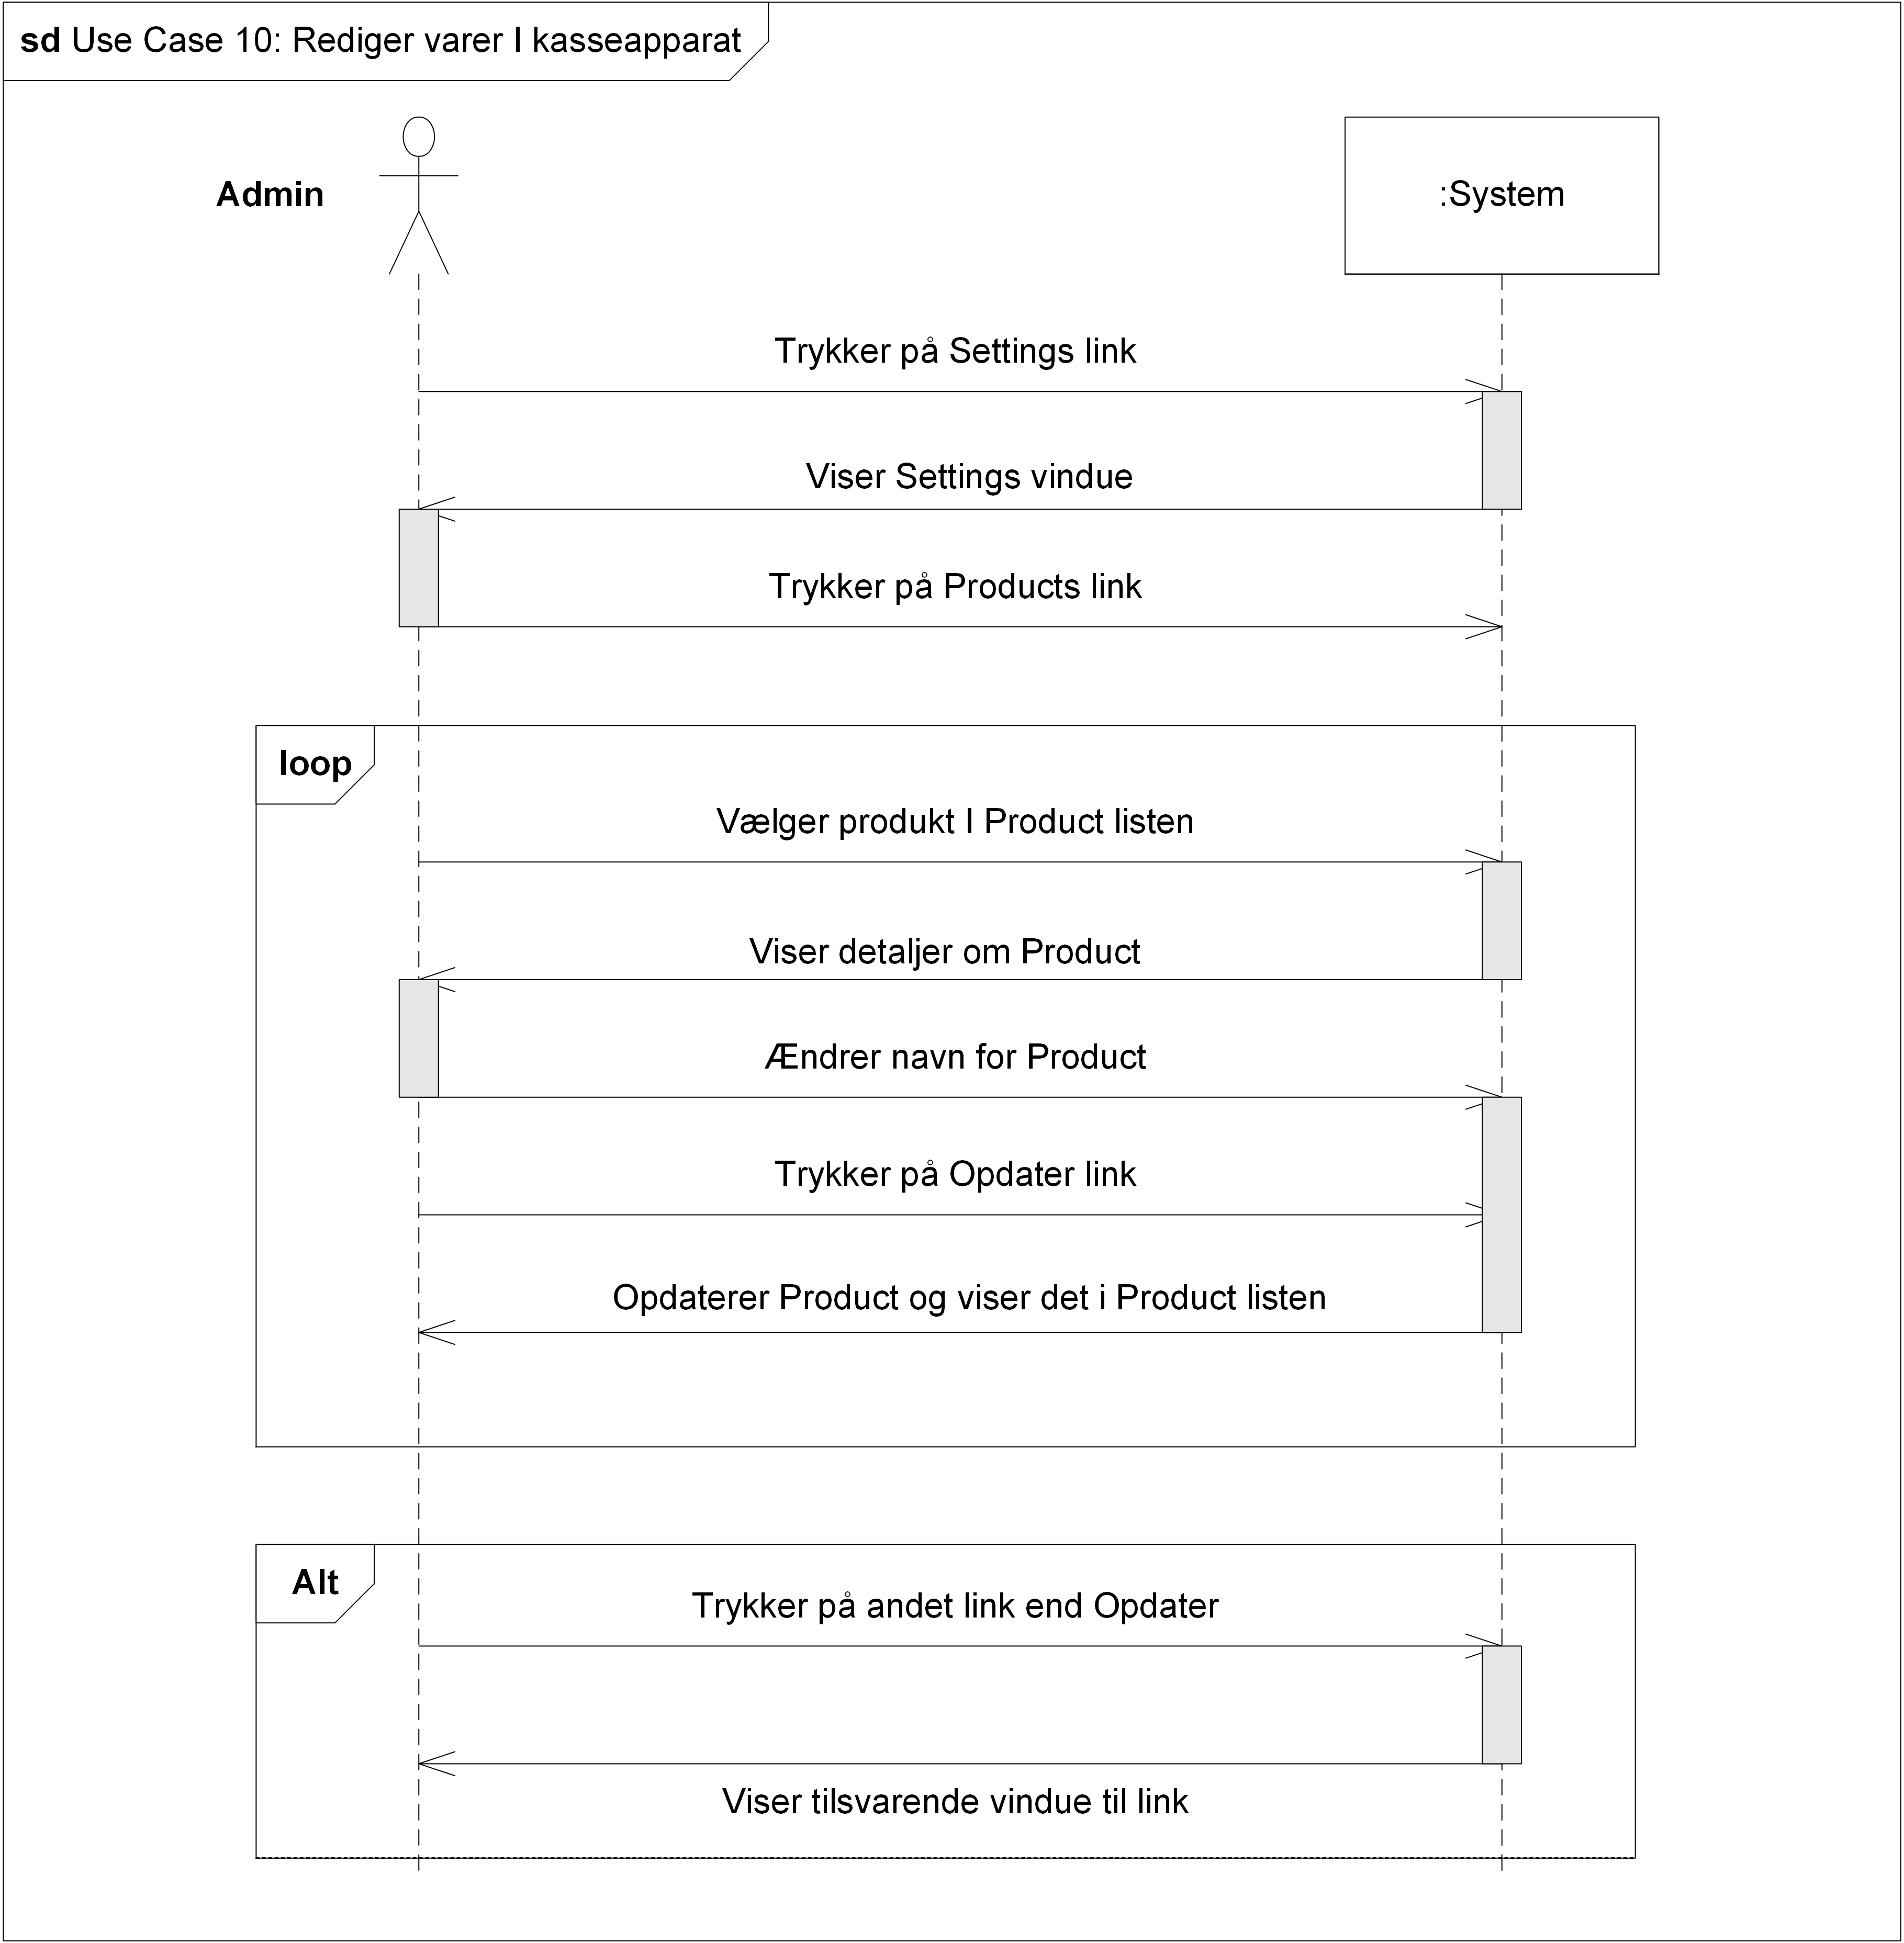 sd Use Case 10: Rediger varer I kasseapparat
Admin
:System
Trykker på Settings link
Viser Settings vindue
Trykker på Products link
loop
Vælger produkt I Product listen
Viser detaljer om Product
Ændrer navn for Product
Trykker på Opdater link
Opdaterer Product og viser det i Product listen
Alt
Trykker på andet link end Opdater
Viser tilsvarende vindue til link